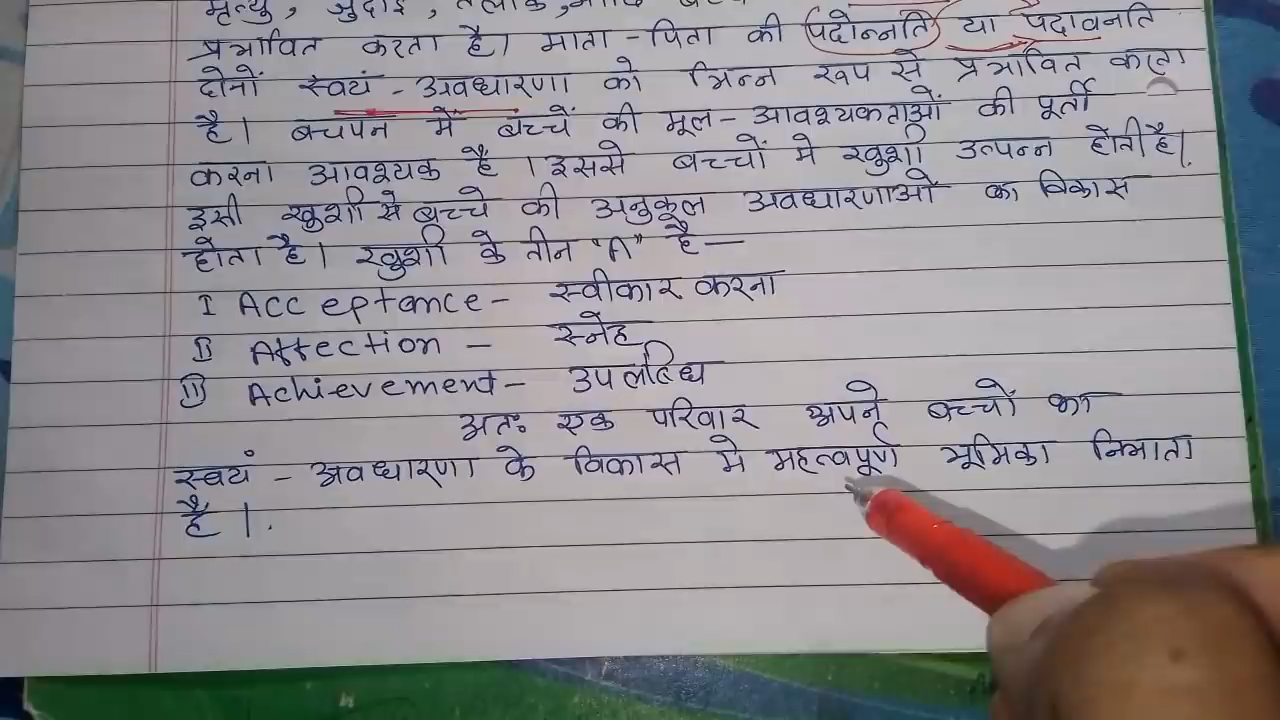 मृत्यु, जुदाई, तलाक,
प्रभावित करता है। माता - पिता की पदोन्नति या पदावनति
दोनों स्वयं - अवधारणा को भिन्न रूप से प्रभावित करता
है। बचपन में बच्चें की मूल - आवश्यकताओं की पूर्ती
करना आवश्यक है। इससे बच्चों मे खुशी उत्पन्न होती है।
इसी खुशी से बच्चे की अनुकूल अवधारणाओं का विकास
होता है। खुशी के तीन "A" है —
I Acceptance - स्वीकार करना
II Affection - स्नेह
III Achievement - उपलब्धि
अतः एक परिवार अपने बच्चों का
स्वयं - अवधारणा के विकास मे महत्वपूर्ण भूमिका निभाता
है।